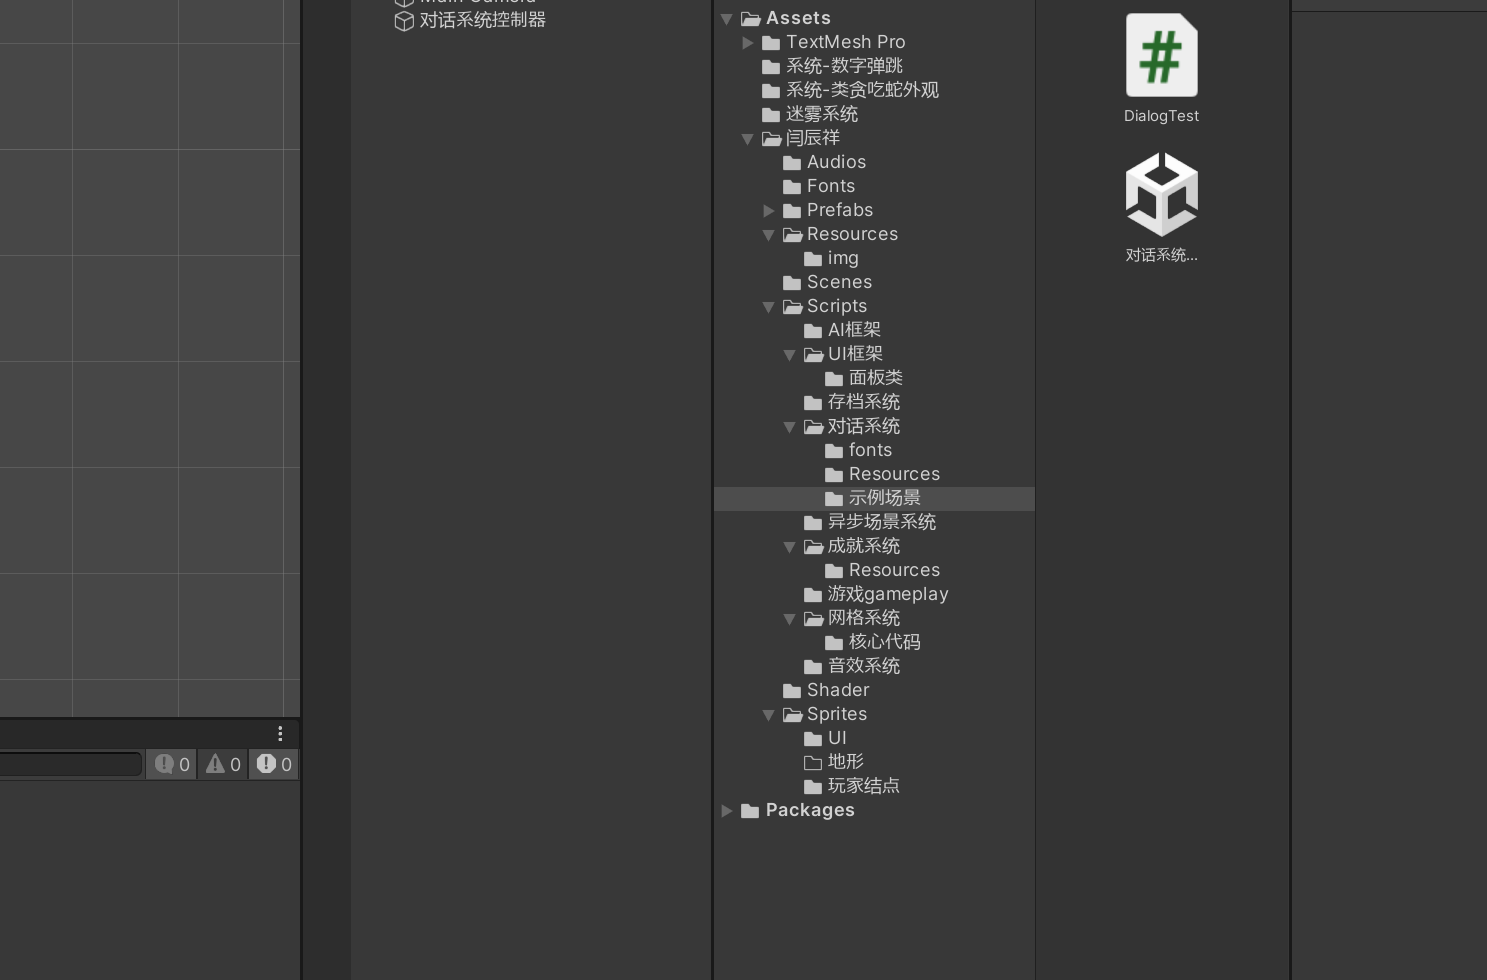 Main Camera
对话系统控制器
0
0
0
Assets
TextMesh Pro
系统-数字弹跳
系统-类贪吃蛇外观
迷雾系统
闫辰祥
Audios
Fonts
Prefabs
Resources
img
Scenes
Scripts
AI框架
UI框架
面板类
存档系统
对话系统
fonts
Resources
示例场景
异步场景系统
成就系统
Resources
游戏gameplay
网格系统
核心代码
音效系统
Shader
Sprites
UI
地形
玩家结点
Packages
DialogTest
对话系统...